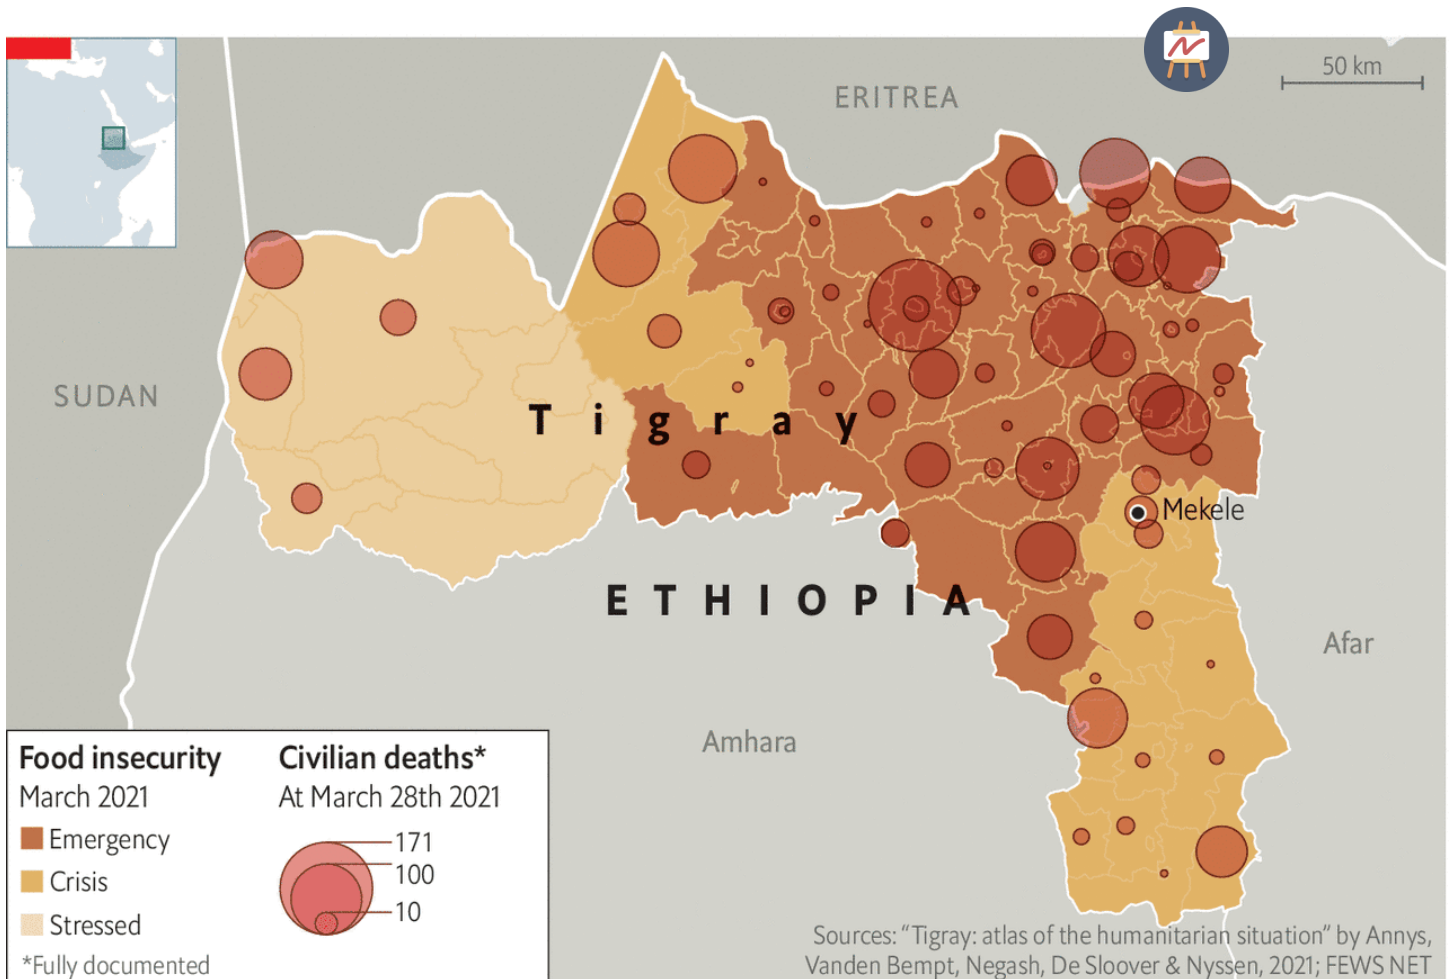 ERITREA
50 km
SUDAN
Tigray
Mekele
ETHIOPIA
Afar
Amhara
Food insecurity
March 2021
Emergency
Crisis
Stressed
*Fully documented
Civilian deaths*
At March 28th 2021
171
100
10
Sources: “Tigray: atlas of the humanitarian situation” by Annys,
Vanden Bempt, Negash, De Sloover & Nyssen, 2021; FEWS NET